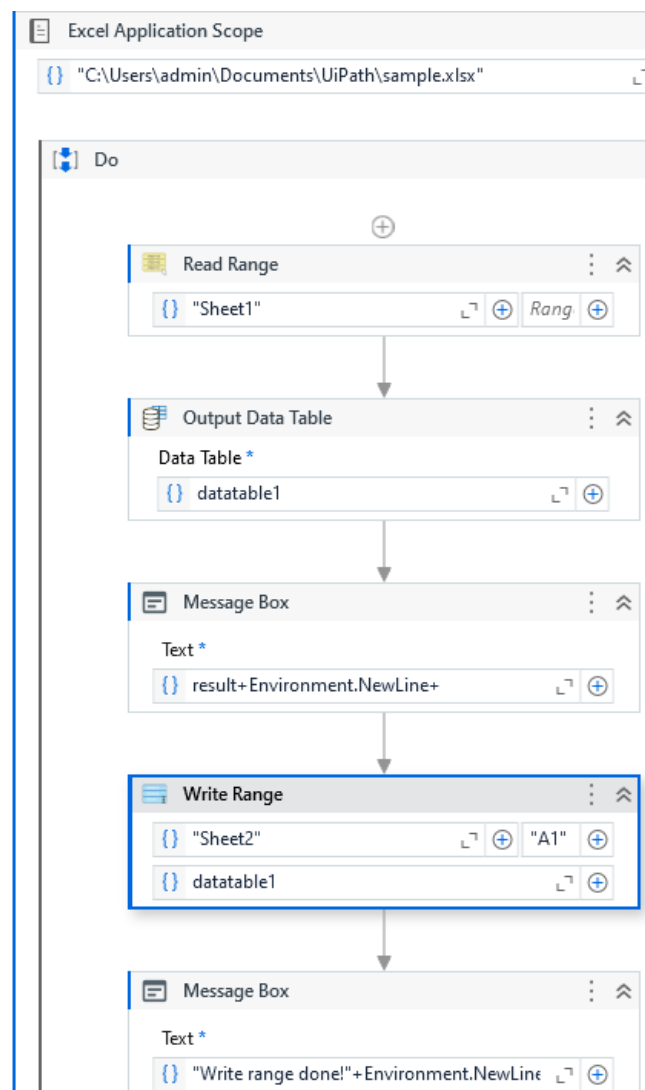 Excel Application Scope
{} "C:\Users\admin\Documents\UiPath\sample.xlsx"
Do
Read Range
{} "Sheet1" Rang
Output Data Table
Data Table *
{} datatable1
Message Box
Text *
{} result+Environment.NewLine+
Write Range
{} "Sheet2" "A1"
{} datatable1
Message Box
Text *
{} "Write range done!"+Environment.NewLine